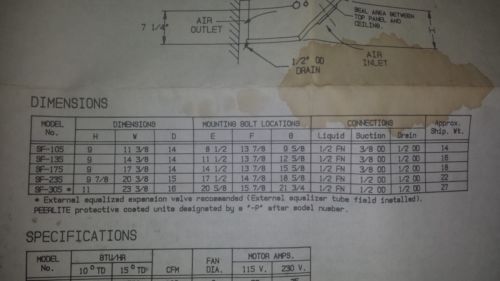 SEAL AREA BETWEEN
TOP PANEL AND
CEILING.
7 1/4"
AIR
OUTLET
AIR
INLET
1/2" OD
DRAIN
DIMENSIONS
MODEL No. DIMENSIONS MOUNTING BOLT LOCATIONS CONNECTIONS Approx. Ship. Wt.
H W D E F G Liquid Suction Drain
SF-105 9 11 3/8 14 8 1/2 13 7/8 9 5/8 1/2 FN 3/8 OD 1/2 OD 14
SF-135 9 14 3/8 14 11 1/2 13 7/8 12 5/8 1/2 FN 3/8 OD 1/2 OD 16
SF-175 9 17 3/8 14 14 1/2 13 7/8 15 5/8 1/2 FN 3/8 OD 1/2 OD 18
SF-235 9 7/8 20 3/8 15 17 1/2 14 7/8 18 5/8 1/2 FN 1/2 OD 1/2 OD 22
SF-305 * 11 23 3/8 16 20 5/8 15 7/8 21 3/4 1/2 FN 1/2 OD 1/2 OD 27
* External equalized expansion valve recommended (External equalizer tube field installed).
PEERLITE protective coated units designated by a "-P" after model number.
SPECIFICATIONS
MODEL No. BTU/HR CFM FAN DIA. MOTOR AMPS.
10° TD 15° TD 115 V. 230 V.